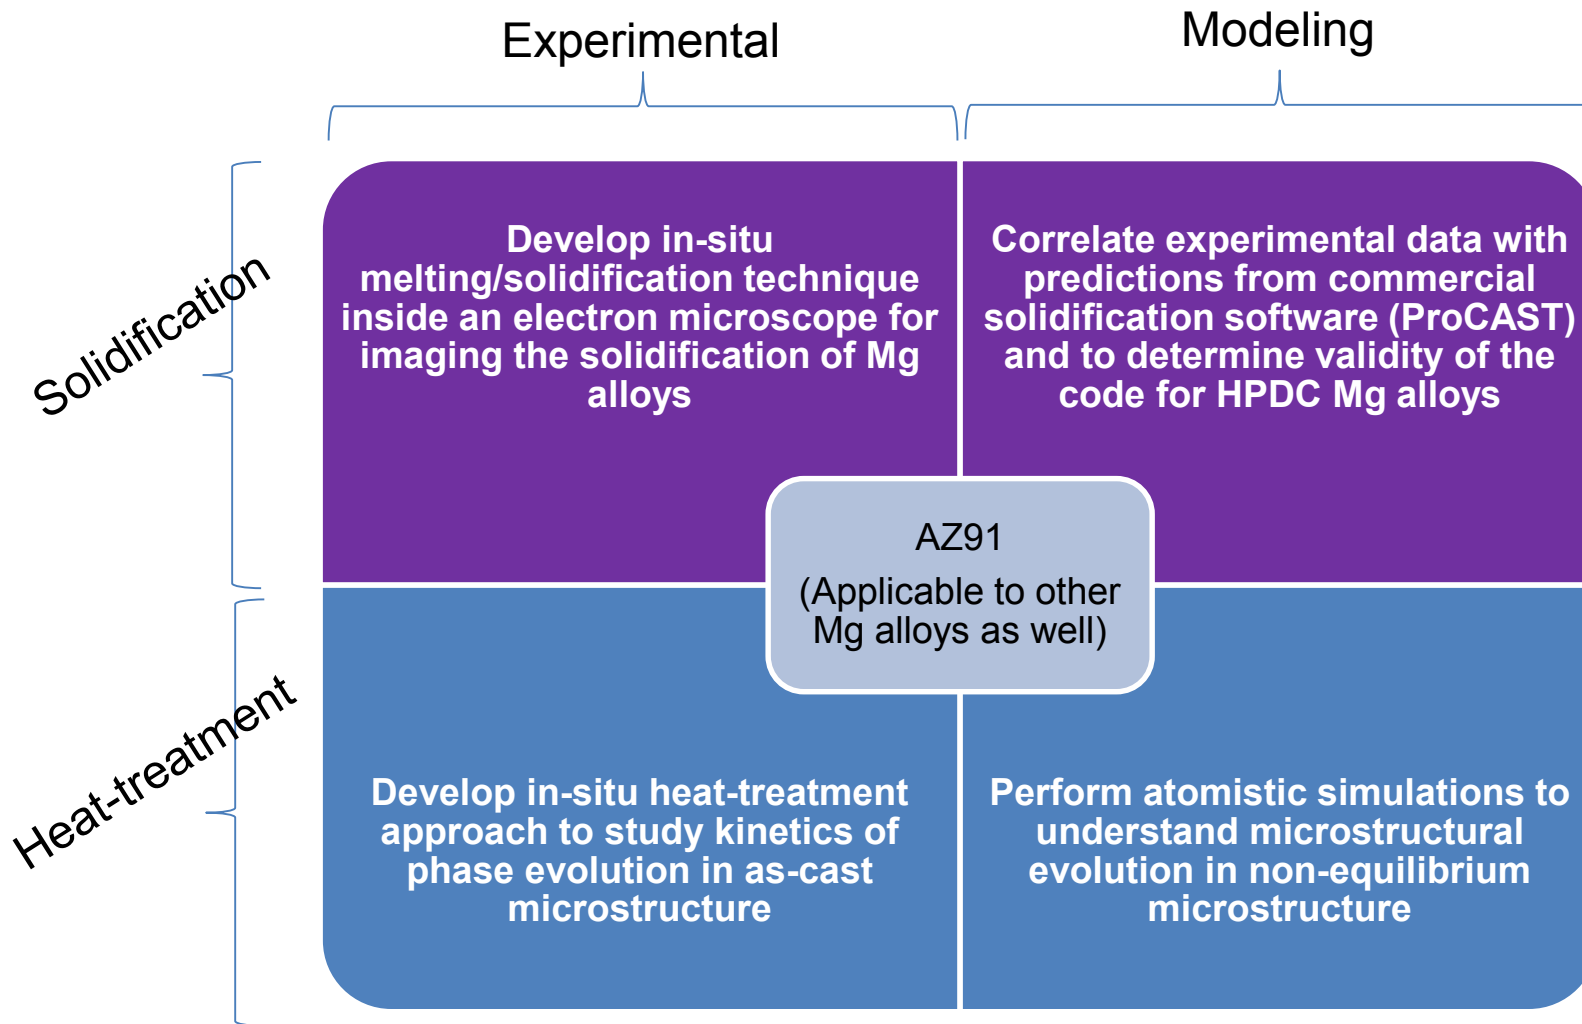 Experimental
Modeling
Solidification
Develop in-situ
melting/solidification technique
inside an electron microscope for
imaging the solidification of Mg
alloys
Correlate experimental data with
predictions from commercial
solidification software (ProCAST)
and to determine validity of the
code for HPDC Mg alloys
AZ91
(Applicable to other
Mg alloys as well)
Heat-treatment
Develop in-situ heat-treatment
approach to study kinetics of
phase evolution in as-cast
microstructure
Perform atomistic simulations to
understand microstructural
evolution in non-equilibrium
microstructure